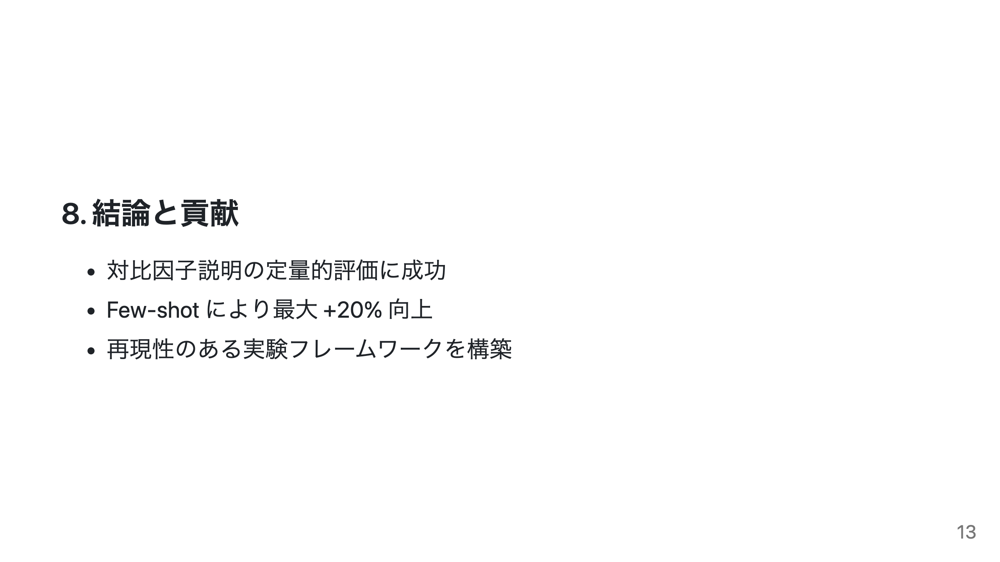 8. 結論と貢献
• 対比因子説明の定量的評価に成功
• Few-shot により最大 +20% 向上
• 再現性のある実験フレームワークを構築
13